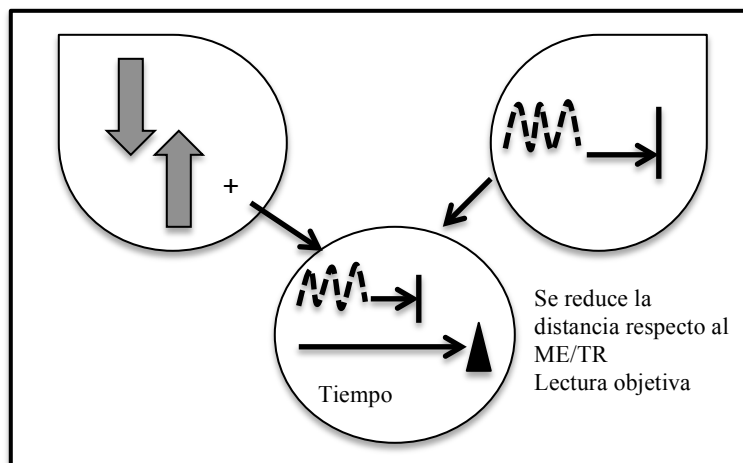 +
Tiempo
Se reduce la
distancia respecto al
ME/TR
Lectura objetiva